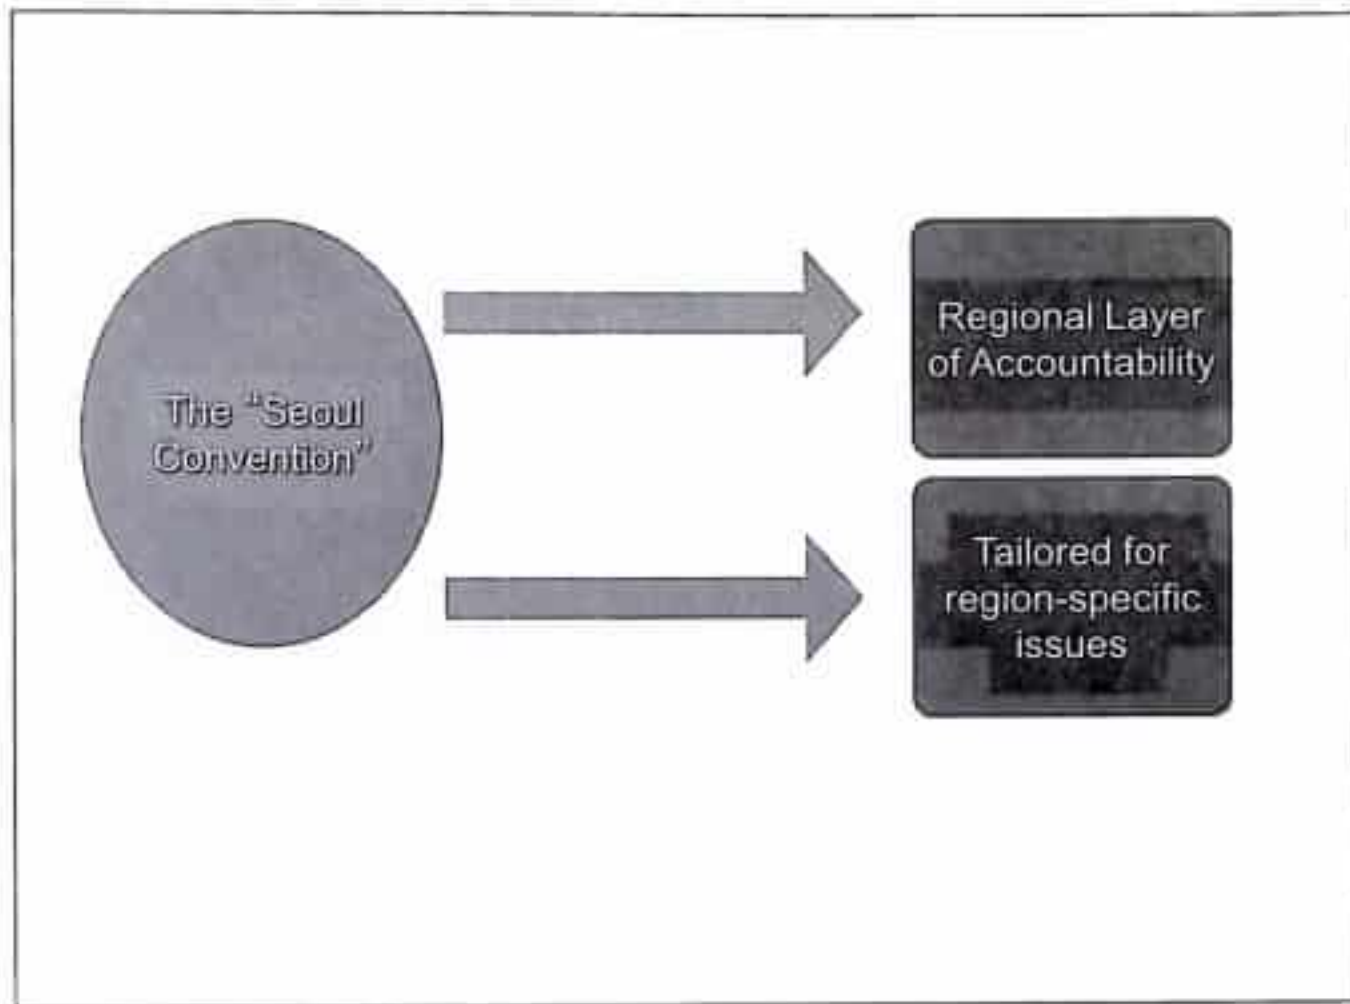 The “Seoul
Convention”
Regional Layer
of Accountability
Tailored for
region-specific
issues